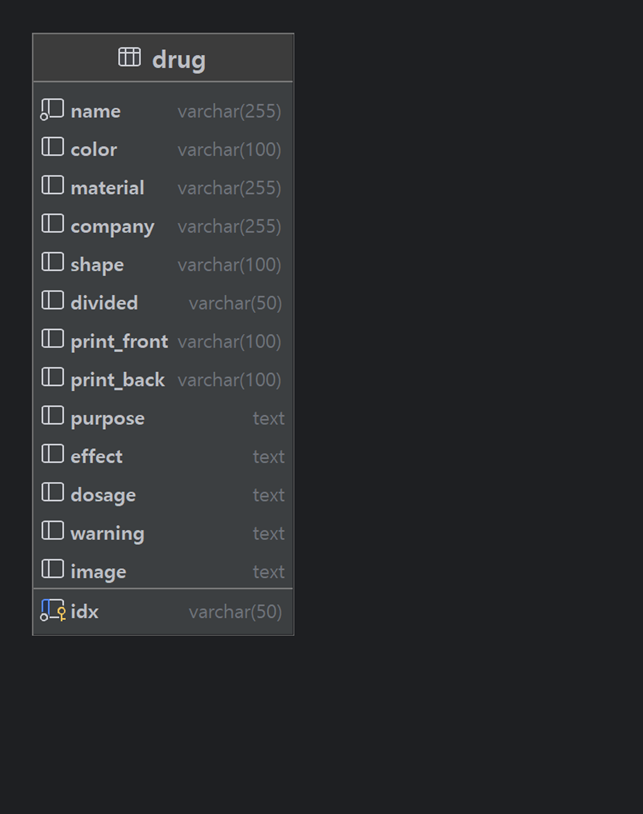 drug
name varchar(255)
color varchar(100)
material varchar(255)
company varchar(255)
shape varchar(100)
divided varchar(50)
print_front varchar(100)
print_back varchar(100)
purpose text
effect text
dosage text
warning text
image text
idx varchar(50)